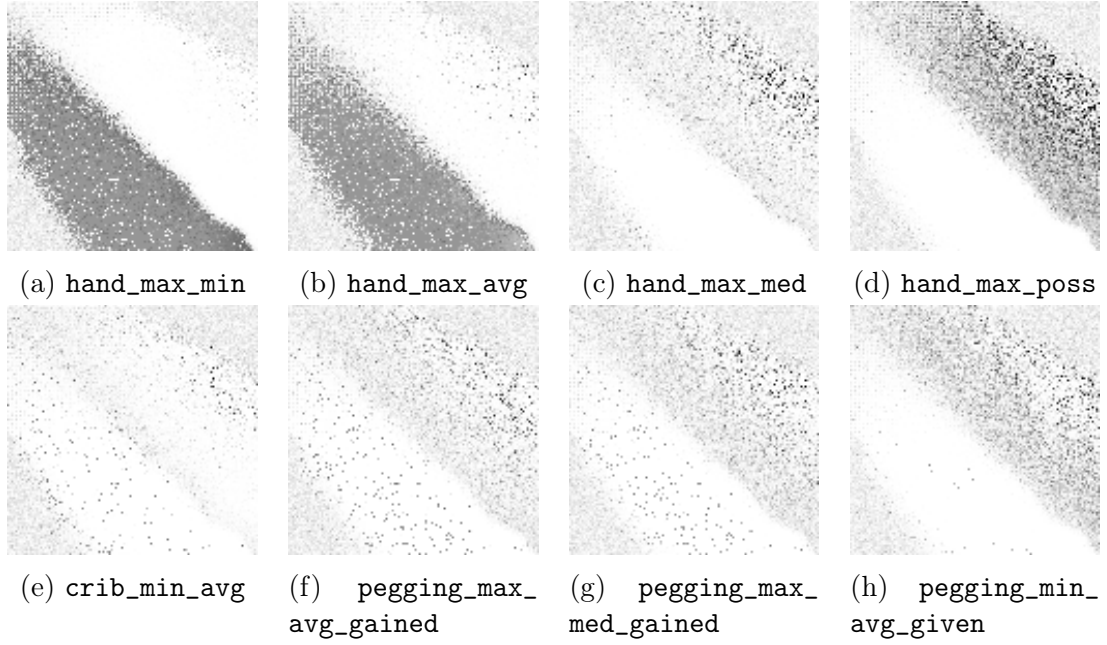 (a) hand_max_min (b) hand_max_avg (c) hand_max_med (d) hand_max_poss
(e) crib_min_avg (f) pegging_max_ (g) pegging_max_ (h) pegging_min_
avg_gained med_gained avg_given